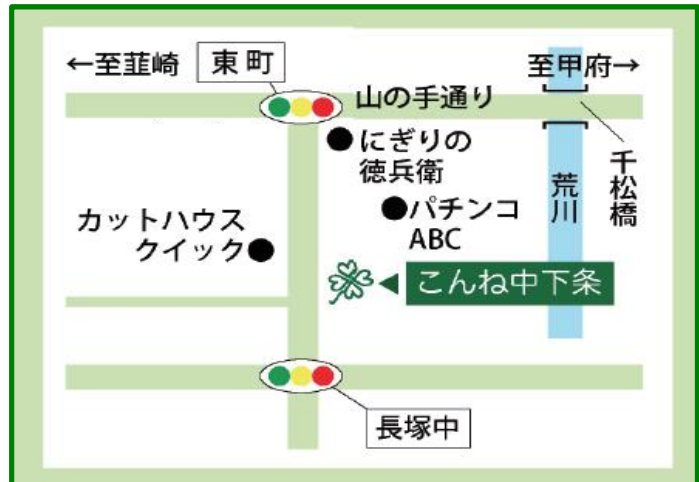 ←至韮崎
東町
至甲府→
山の手通り
にぎりの
徳兵衛
千松橋
荒川
パチンコ
ABC
カットハウス
クイック
こんね中下条
長塚中